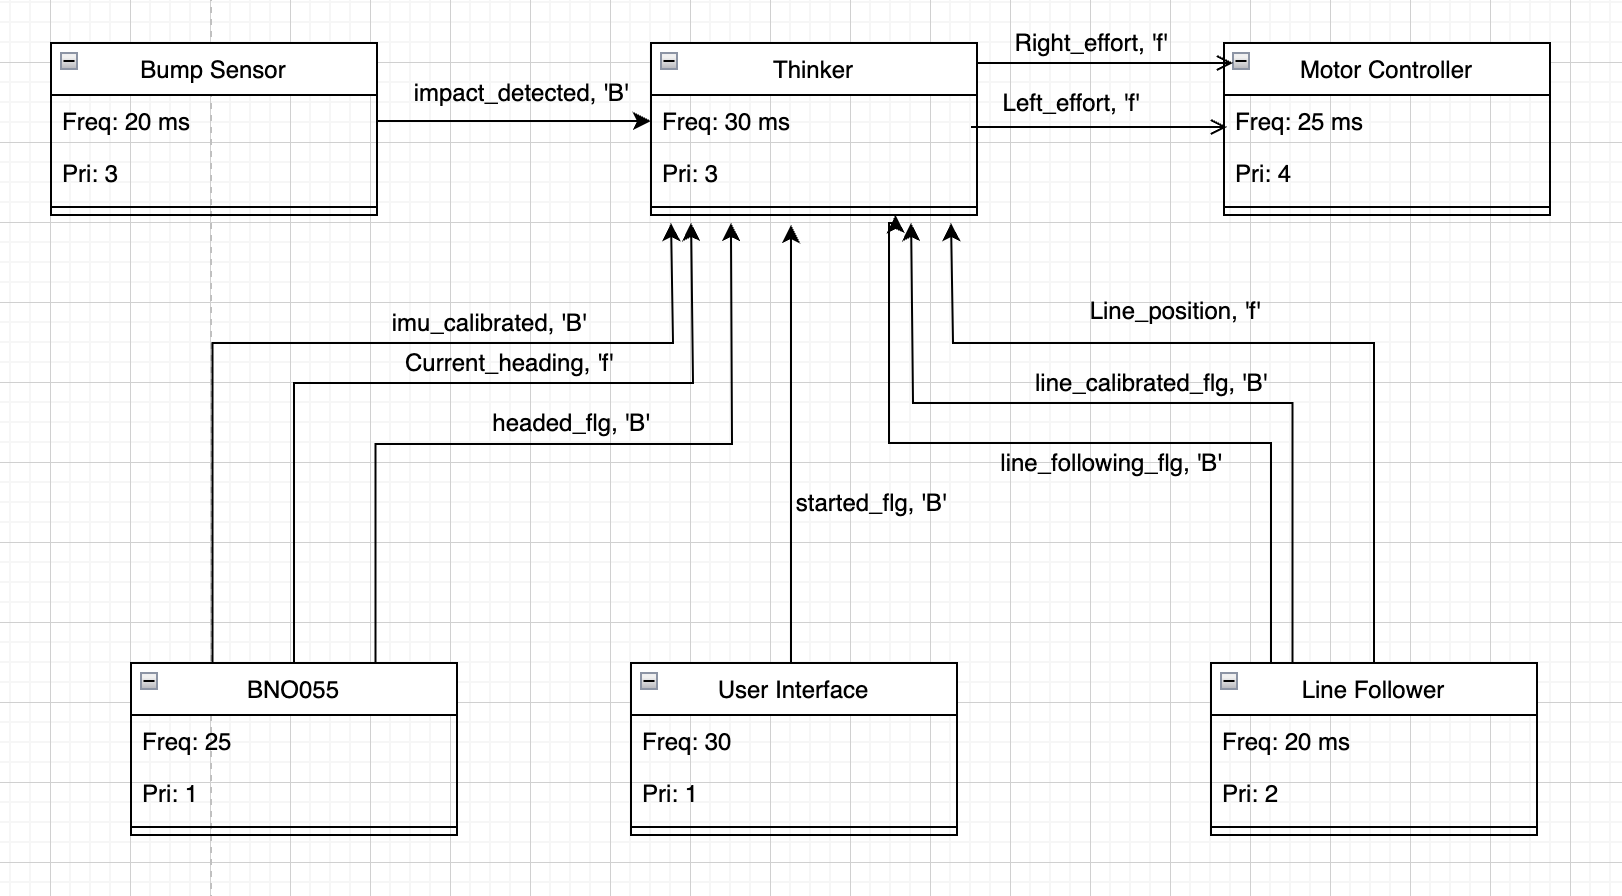 Bump Sensor
Freq: 20 ms
Pri: 3
impact_detected, 'B'
Thinker
Freq: 30 ms
Pri: 3
Right_effort, 'f'
Left_effort, 'f'
Motor Controller
Freq: 25 ms
Pri: 4
imu_calibrated, 'B'
Current_heading, 'f'
headed_flg, 'B'
started_flg, 'B'
Line_position, 'f'
line_calibrated_flg, 'B'
line_following_flg, 'B'
BNO055
Freq: 25
Pri: 1
User Interface
Freq: 30
Pri: 1
Line Follower
Freq: 20 ms
Pri: 2